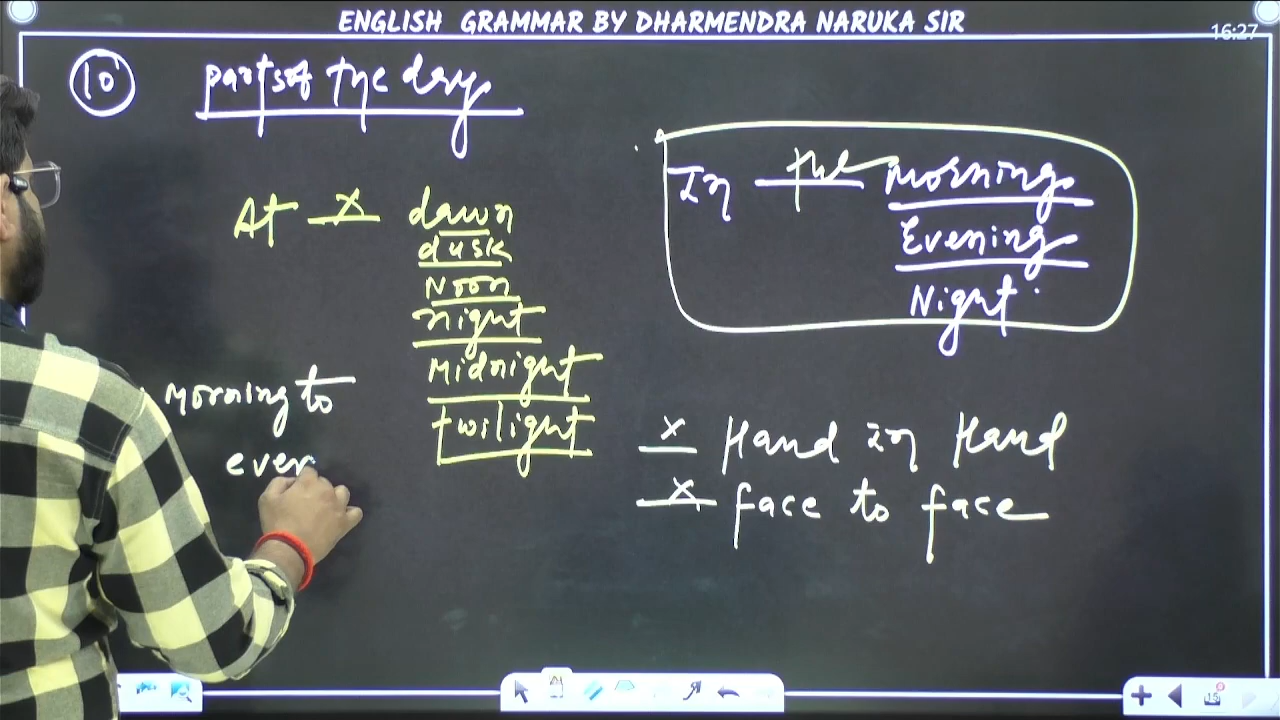 ENGLISH GRAMMAR BY DHARMENDRA NARUKA SIR
16:27
10 parts of the day
At x dawn
dusk
Noon
night
Midnight
twilight
In the Morning
Evening
Night
Morning to
even
x Hand in Hand
x face to face
15